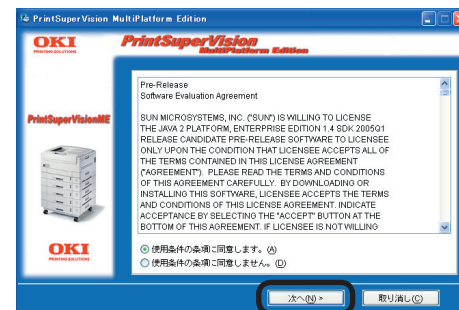 PrintSuperVision MultiPlatform Edition
OKI
PRINTING SOLUTIONS
PrintSuperVision
MultiPlatform Edition
PrintSuperVisionME
OKI
PRINTING SOLUTIONS
Pre-Release
Software Evaluation Agreement
SUN MICROSYSTEMS, INC. ("SUN") IS WILLING TO LICENSE
THE JAVA 2 PLATFORM, ENTERPRISE EDITION 1.4 SDK 2005Q1
RELEASE CANDIDATE PRE-RELEASE SOFTWARE TO LICENSEE
ONLY UPON THE CONDITION THAT LICENSEE ACCEPTS ALL OF
THE TERMS CONTAINED IN THIS LICENSE AGREEMENT
("AGREEMENT").  PLEASE READ THE TERMS AND CONDITIONS
OF THIS AGREEMENT CAREFULLY.  BY DOWNLOADING OR
INSTALLING THIS SOFTWARE, LICENSEE ACCEPTS THE TERMS
AND CONDITIONS OF THIS LICENSE AGREEMENT.  INDICATE
ACCEPTANCE BY SELECTING THE "ACCEPT" BUTTON AT THE
BOTTOM OF THIS AGREEMENT.  IF LICENSEE IS NOT WILLING
使用条件の条項に同意します。(A)
使用条件の条項に同意しません。(D)
次へ(N) >
取り消し(C)